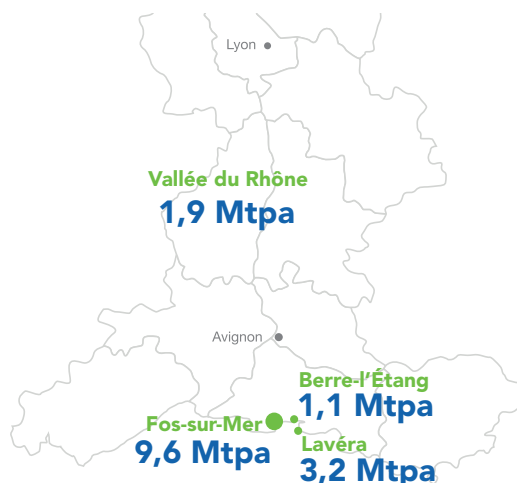 Lyon
Vallée du Rhône
1,9 Mtpa
Avignon
Berre-l'Étang
1,1 Mtpa
Fos-sur-Mer
9,6 Mtpa
Lavéra
3,2 Mtpa